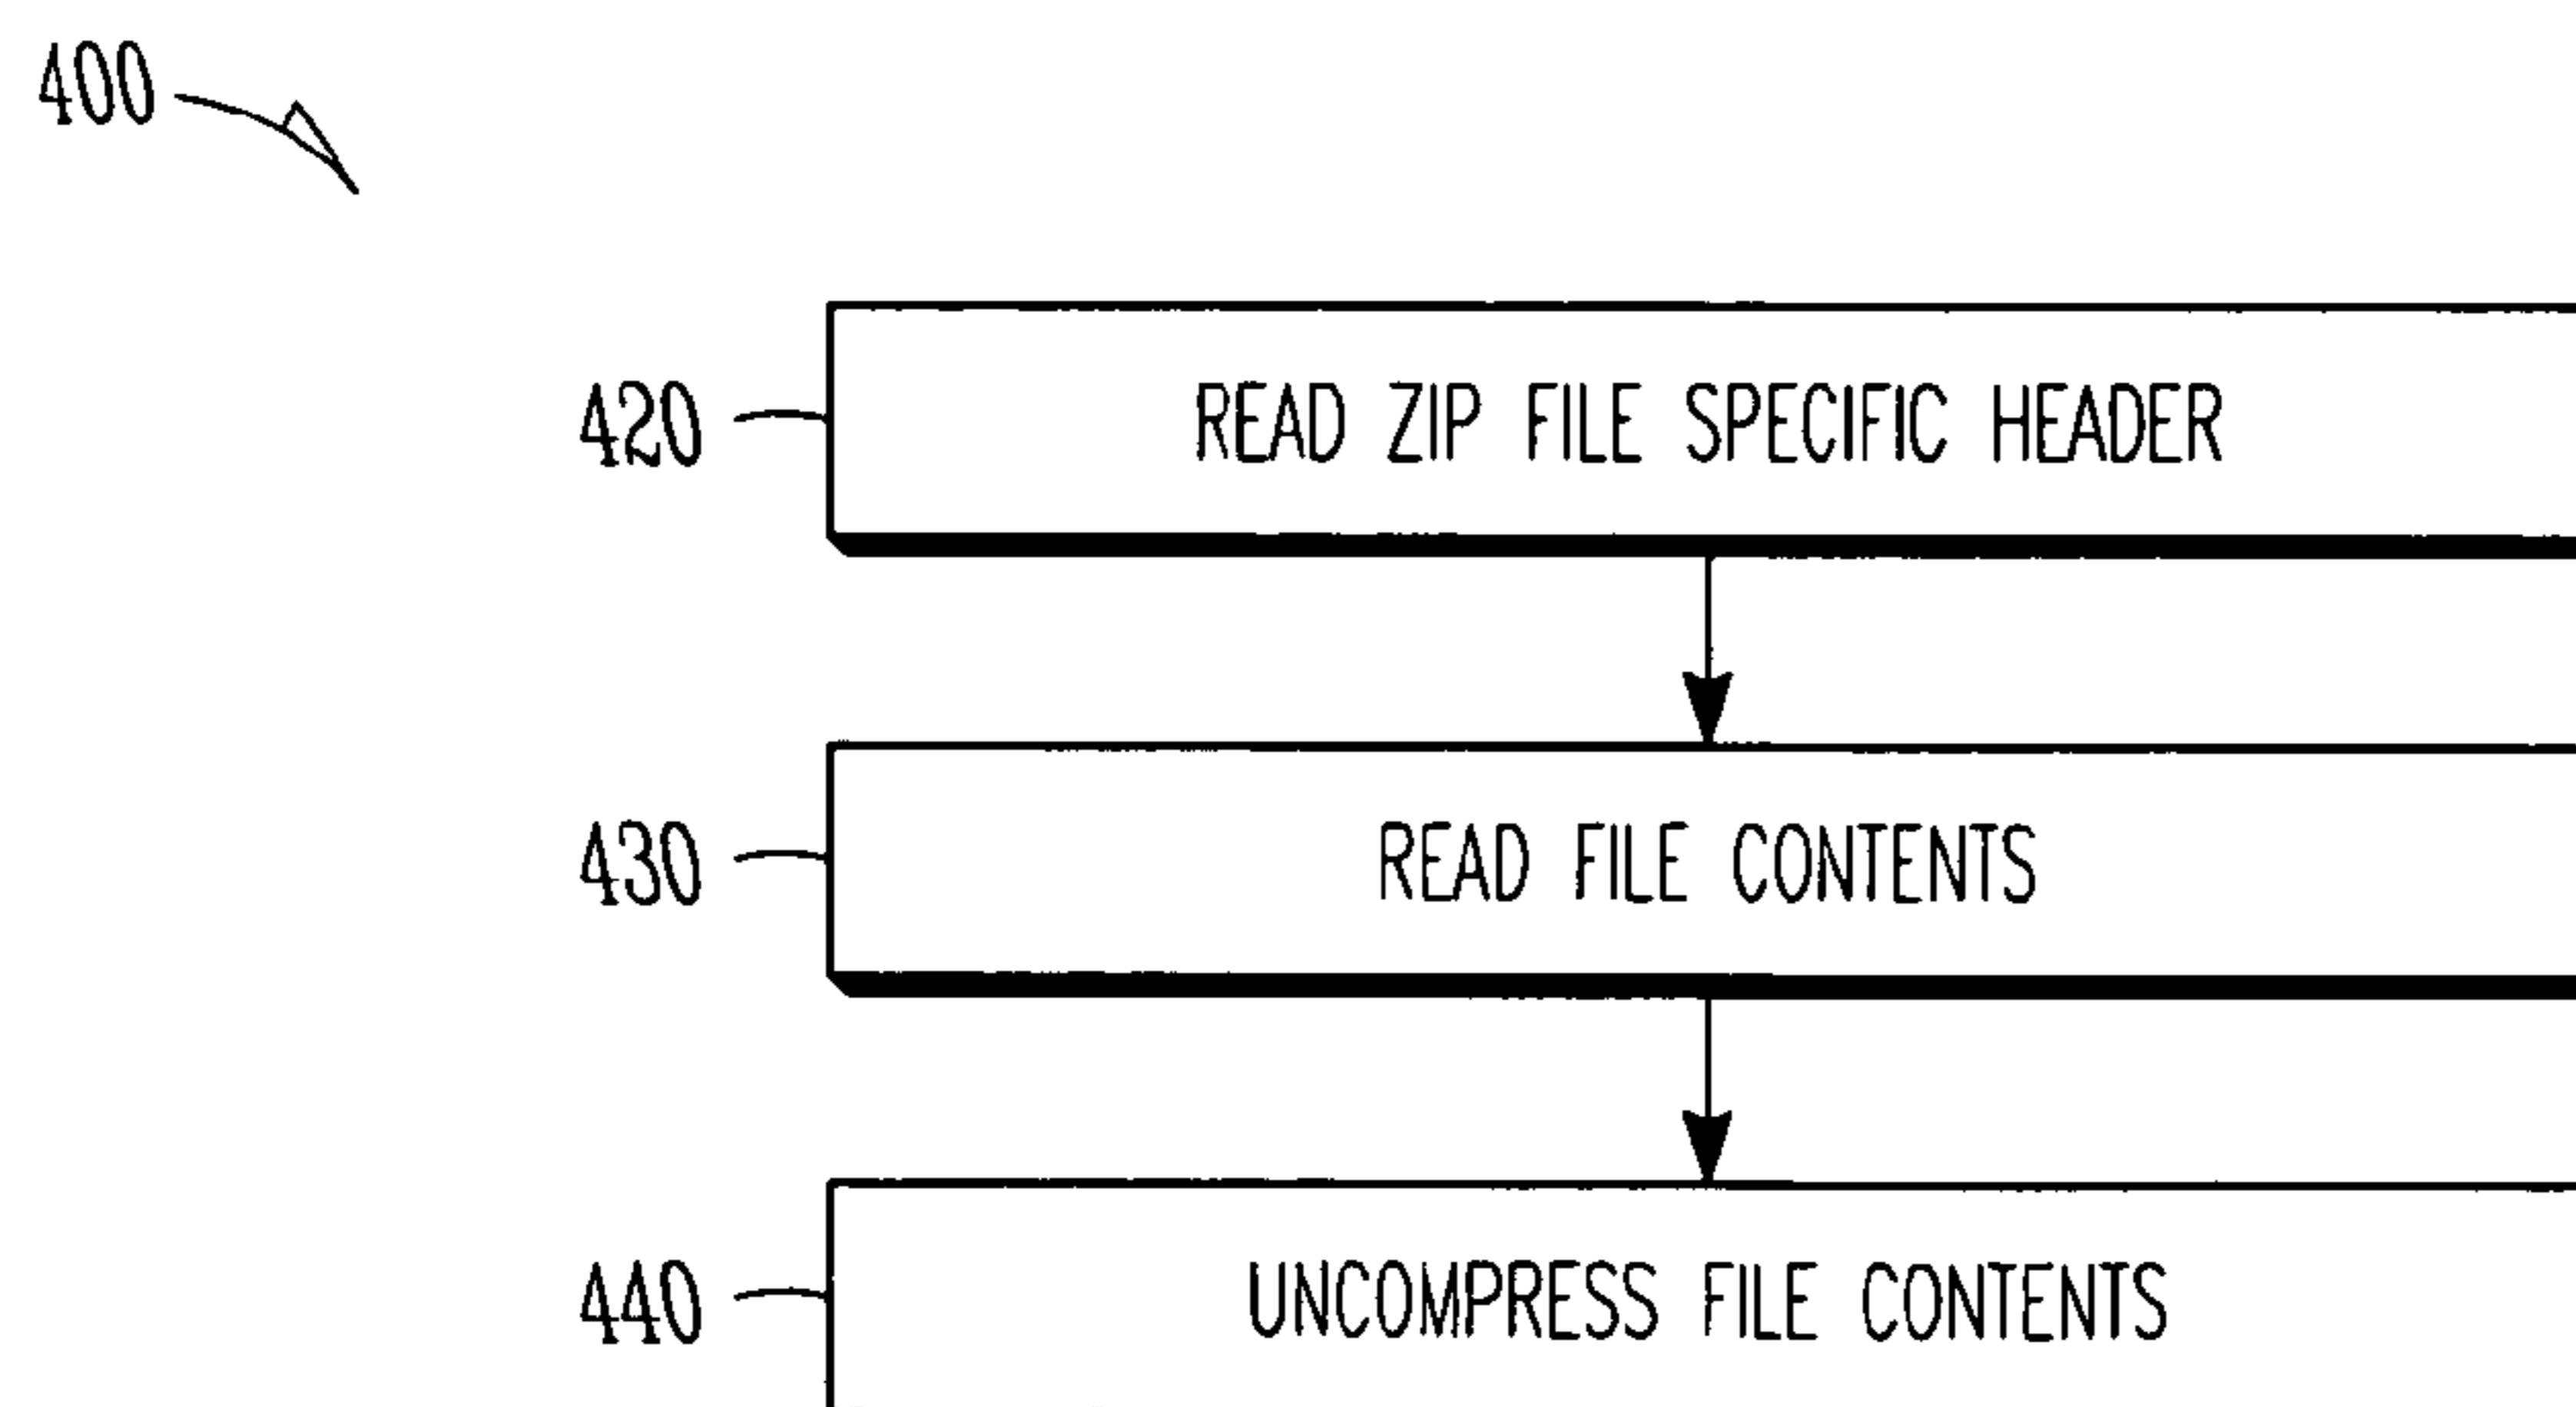 400
420 READ ZIP FILE SPECIFIC HEADER
430 READ FILE CONTENTS
440 UNCOMPRESS FILE CONTENTS